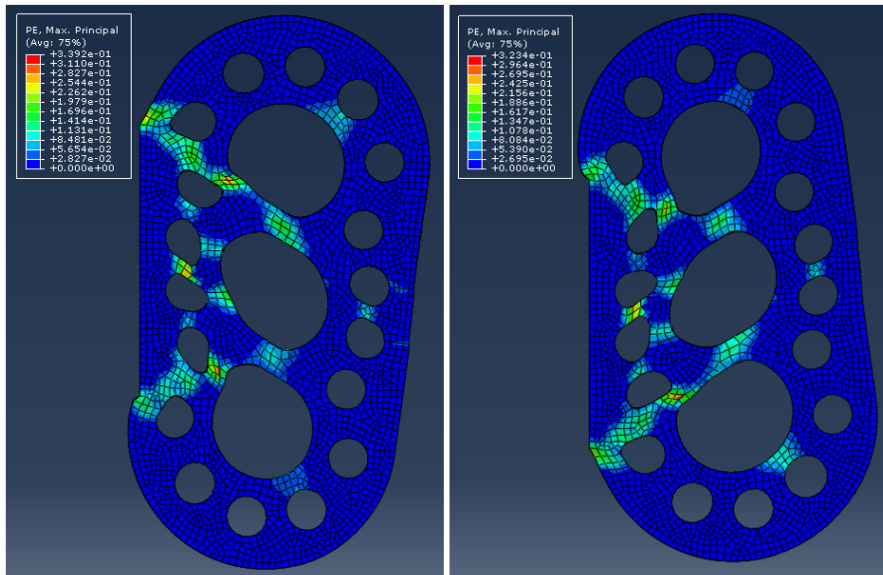 PE, Max. Principal
(Avg: 75%)
+3.392e-01
+3.110e-01
+2.827e-01
+2.544e-01
+2.262e-01
+1.979e-01
+1.696e-01
+1.414e-01
+1.131e-01
+8.481e-02
+5.654e-02
+2.827e-02
+0.000e+00
PE, Max. Principal
(Avg: 75%)
+3.234e-01
+2.964e-01
+2.695e-01
+2.425e-01
+2.156e-01
+1.886e-01
+1.617e-01
+1.347e-01
+1.078e-01
+8.084e-02
+5.390e-02
+2.695e-02
+0.000e+00